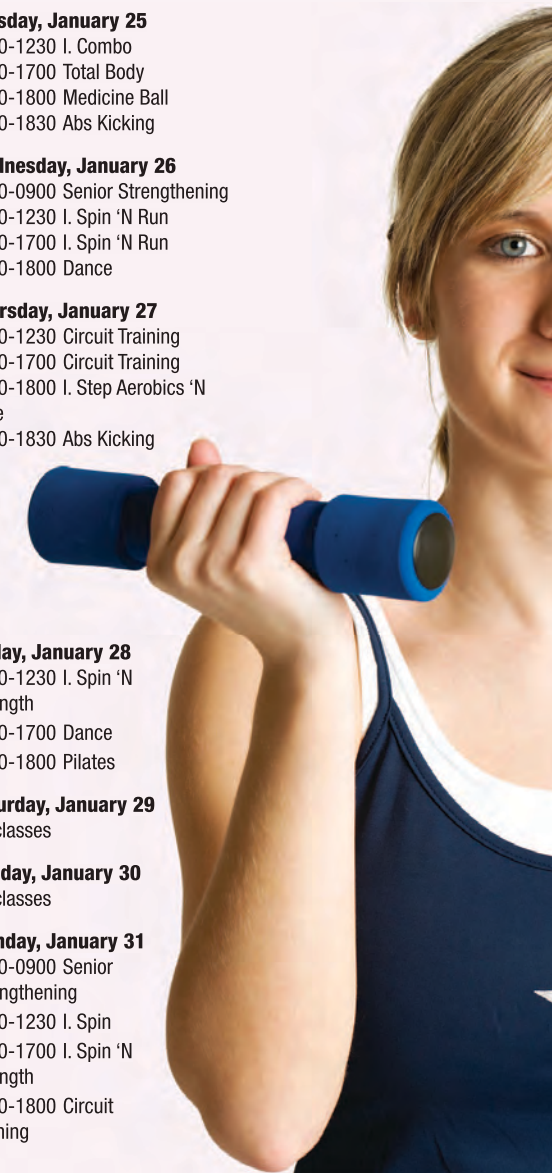 sday, January 25
0-1230 I. Combo
0-1700 Total Body
0-1800 Medicine Ball
0-1830 Abs Kicking
dnesday, January 26
0-0900 Senior Strengthening
0-1230 I. Spin ‘N Run
0-1700 I. Spin ‘N Run
0-1800 Dance
rsday, January 27
0-1230 Circuit Training
0-1700 Circuit Training
0-1800 I. Step Aerobics ‘N
e
0-1830 Abs Kicking
day, January 28
0-1230 I. Spin ‘N
ngth
0-1700 Dance
0-1800 Pilates
urday, January 29
classes
day, January 30
classes
nday, January 31
0-0900 Senior
ngthening
0-1230 I. Spin
0-1700 I. Spin ‘N
ngth
0-1800 Circuit
ning